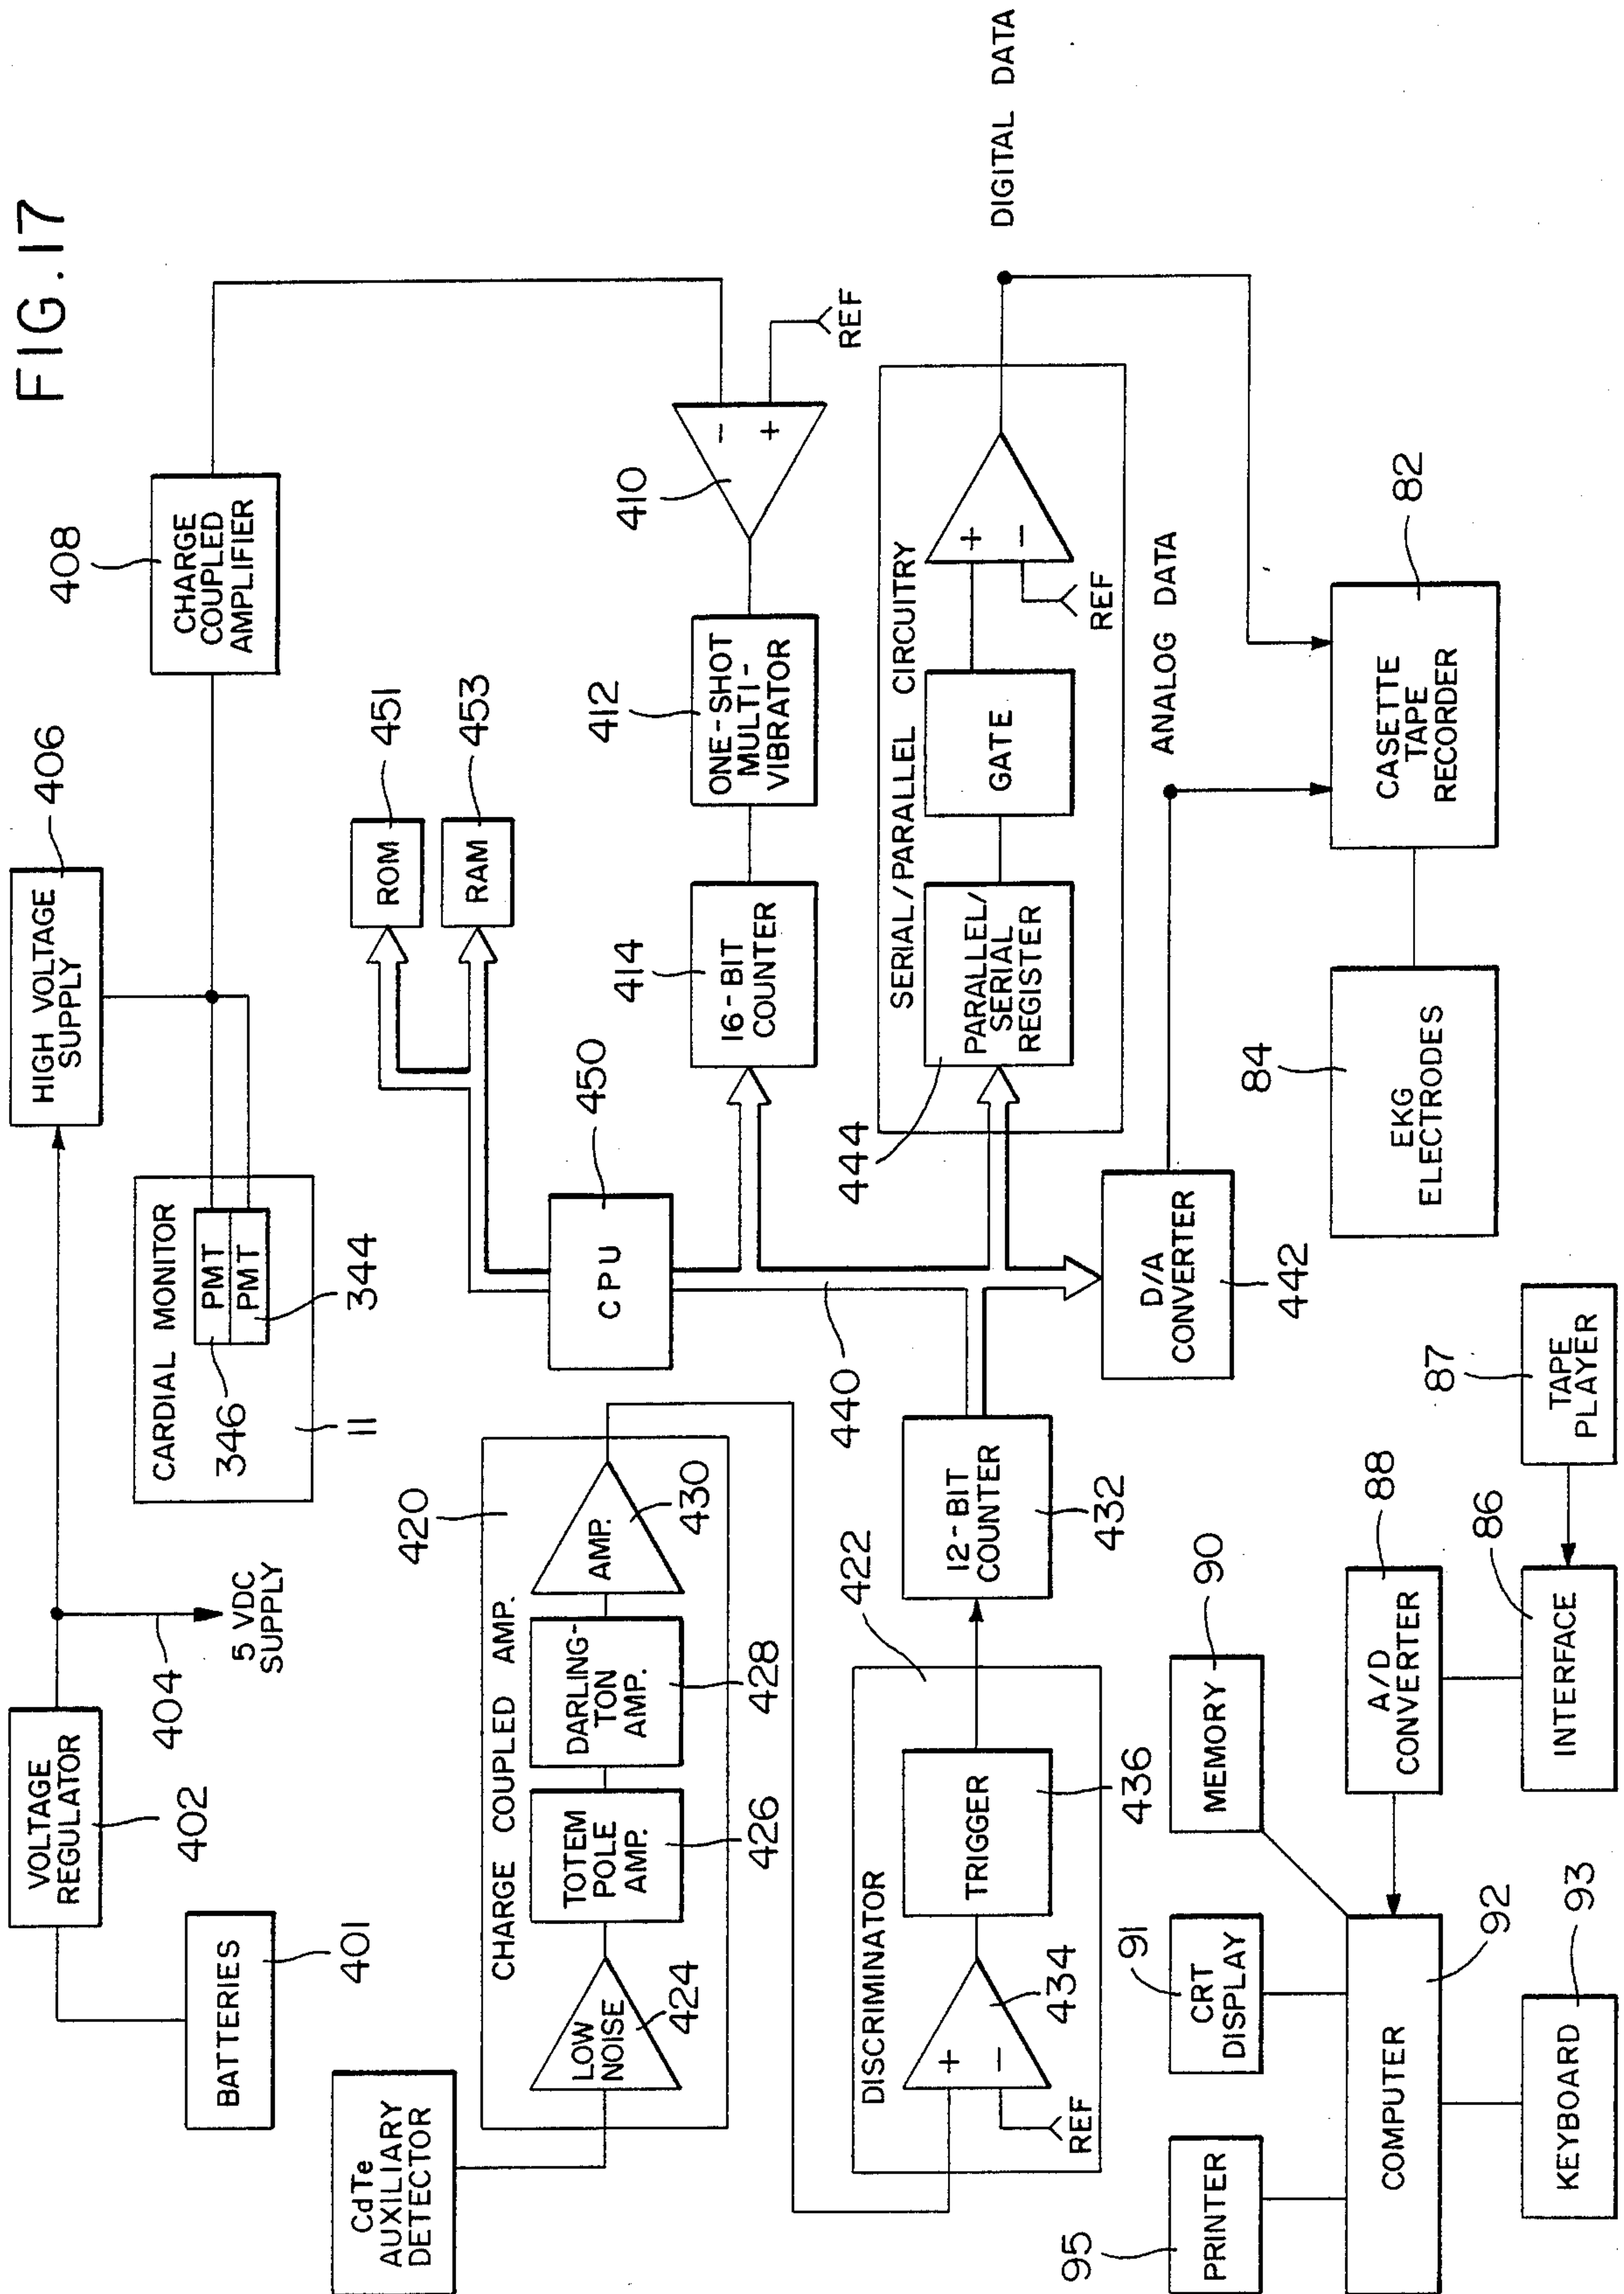 FIG. 17
BATTERIES
401
VOLTAGE
REGULATOR
402
404
5 VDC
SUPPLY
HIGH VOLTAGE
SUPPLY
406
CARDIAL MONITOR
PMT
PMT
346
344
11
408
CHARGE
COUPLED
AMPLIFIER
ROM
451
RAM
453
CPU
450
410
−
+
REF
412
ONE-SHOT
MULTI-
VIBRATOR
414
16-BIT
COUNTER
CdTe
AUXILIARY
DETECTOR
CHARGE COUPLED AMP.
420
LOW
NOISE
424
TOTEM
POLE
AMP.
426
DARLING-
TON
AMP.
428
AMP.
430
DISCRIMINATOR
422
+
−
REF
434
TRIGGER
436
12-BIT
COUNTER
432
440
SERIAL/PARALLEL CIRCUITRY
444
PARALLEL/
SERIAL
REGISTER
GATE
+
−
REF
DIGITAL DATA
D/A
CONVERTER
442
ANALOG DATA
CASETTE
TAPE
RECORDER
82
84
EKG
ELECTRODES
95
PRINTER
91
CRT
DISPLAY
MEMORY
90
COMPUTER
92
KEYBOARD
93
A/D
CONVERTER
88
INTERFACE
86
87
TAPE
PLAYER